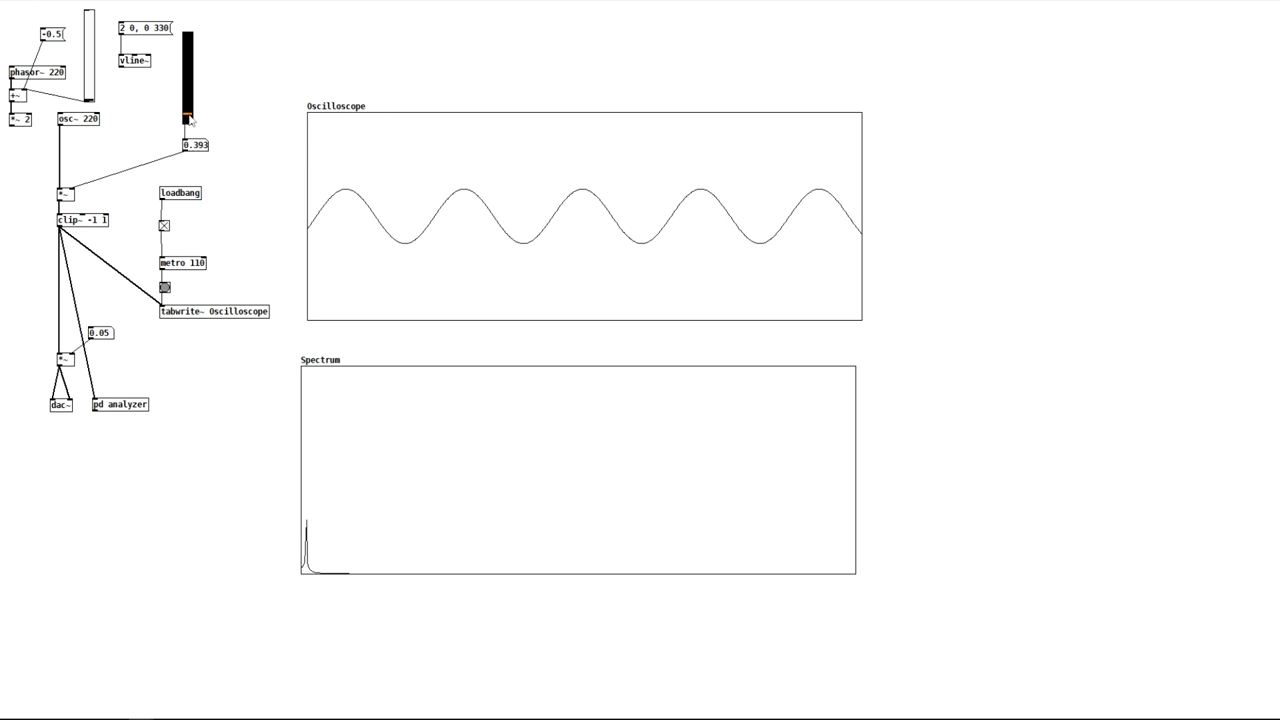 2 0, 0 330
-0.5
vline~
phasor~ 220
+~
*~ 2
osc~ 220
Oscilloscope
0.393
*~
loadbang
clip~ -1 1
metro 110
tabwrite~ Oscilloscope
0.05
*~
Spectrum
dac~
pd analyzer